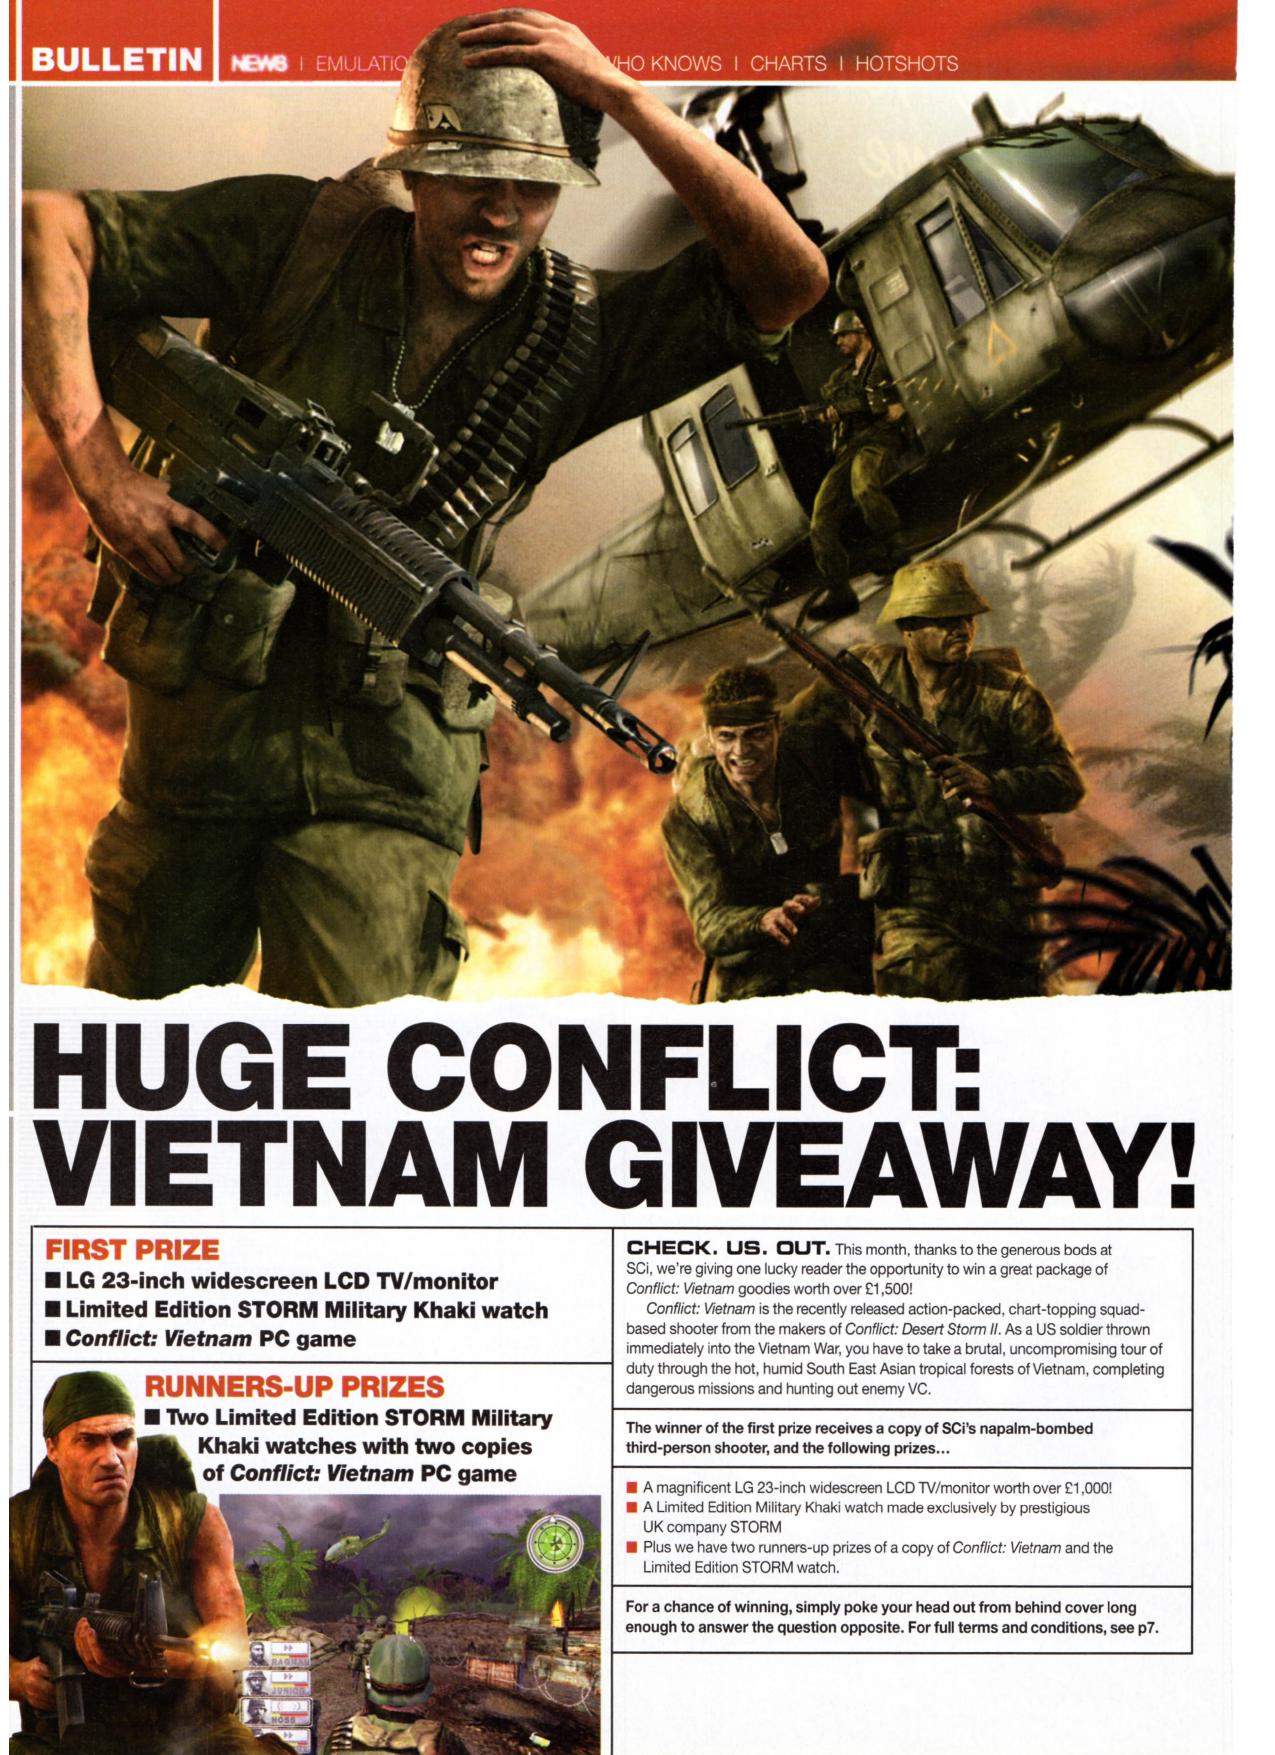 BULLETIN
NEWS | EMULATIO
HO KNOWS | CHARTS | HOTSHOTS
HUGE CONFLICT:
VIETNAM GIVEAWAY!
FIRST PRIZE
■ LG 23-inch widescreen LCD TV/monitor
■ Limited Edition STORM Military Khaki watch
■ Conflict: Vietnam PC game
RUNNERS-UP PRIZES
■ Two Limited Edition STORM Military
Khaki watches with two copies
of Conflict: Vietnam PC game
RAGMAN
JUNIOR
HOSS
CHECK. US. OUT. This month, thanks to the generous bods at
SCi, we're giving one lucky reader the opportunity to win a great package of
Conflict: Vietnam goodies worth over £1,500!
Conflict: Vietnam is the recently released action-packed, chart-topping squad-
based shooter from the makers of Conflict: Desert Storm II. As a US soldier thrown
immediately into the Vietnam War, you have to take a brutal, uncompromising tour of
duty through the hot, humid South East Asian tropical forests of Vietnam, completing
dangerous missions and hunting out enemy VC.
The winner of the first prize receives a copy of SCi's napalm-bombed
third-person shooter, and the following prizes...
■ A magnificent LG 23-inch widescreen LCD TV/monitor worth over £1,000!
■ A Limited Edition Military Khaki watch made exclusively by prestigious
UK company STORM
■ Plus we have two runners-up prizes of a copy of Conflict: Vietnam and the
Limited Edition STORM watch.
For a chance of winning, simply poke your head out from behind cover long
enough to answer the question opposite. For full terms and conditions, see p7.